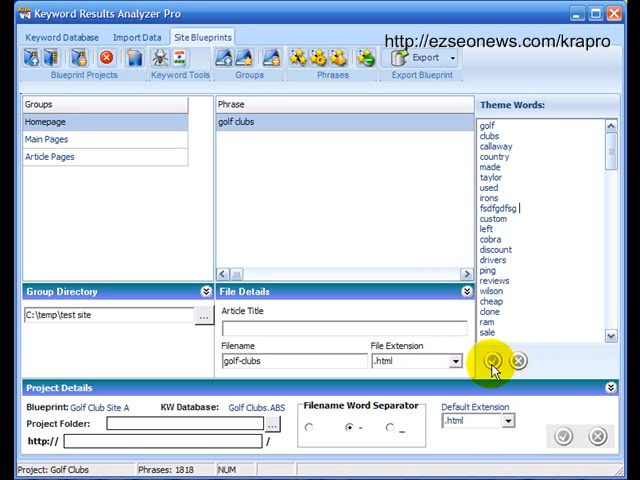 Keyword Results Analyzer Pro
Keyword Database
Import Data
Site Blueprints
http://ezseonews.com/krapro
Export
Blueprint Projects
Keyword Tools
Groups
Phrases
Export Blueprint
Groups
Phrase
Theme Words:
Homepage
golf clubs
Main Pages
Article Pages
golf
clubs
callaway
country
made
taylor
used
irons
fsdfgdfsg
custom
left
cobra
discount
drivers
ping
reviews
wilson
cheap
clone
ram
sale
Group Directory
File Details
C:\temp\test site
...
Article Title
Filename
File Extension
golf-clubs
.html
Project Details
Blueprint: Golf Club Site A
KW Database: Golf Clubs.ABS
Filename Word Separator
Default Extension
Project Folder:
...
- _
.html
http:// /
Project: Golf Clubs
Phrases: 1818
NUM